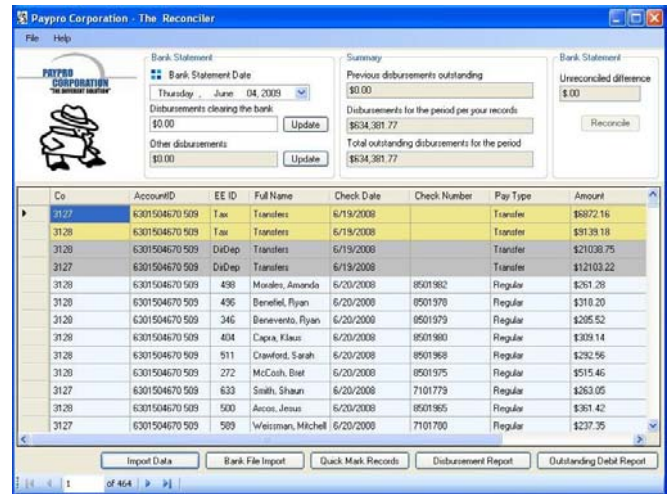 Paypro Corporation - The Reconciler
File Help
PAYPRO
CORPORATION
"THE DIFFERENT SOLUTION"
Bank Statement
Bank Statement Date
Thursday , June 04, 2009
Disbursements clearing the bank
$0.00 Update
Other disbursements
$0.00 Update
Summary
Previous disbursements outstanding
$0.00
Disbursements for the period per your records
$634,381.77
Total outstanding disbursements for the period
$634,381.77
Bank Statement
Unreconciled difference
$.00
Reconcile
Co AccountID EE ID Full Name Check Date Check Number Pay Type Amount
3127 6301504670 509 Tax Transfers 6/19/2008 Transfer $6872.16
3128 6301504670 509 Tax Transfers 6/19/2008 Transfer $9139.18
3128 6301504670 509 DirDep Transfers 6/19/2008 Transfer $21038.75
3127 6301504670 509 DirDep Transfers 6/19/2008 Transfer $12103.22
3128 6301504670 509 498 Morales, Amanda 6/20/2008 8501982 Regular $261.28
3128 6301504670 509 496 Benefiel, Ryan 6/20/2008 8501978 Regular $318.20
3128 6301504670 509 346 Benevento, Ryan 6/20/2008 8501979 Regular $205.52
3128 6301504670 509 404 Capra, Klaus 6/20/2008 8501980 Regular $309.14
3128 6301504670 509 511 Crawford, Sarah 6/20/2008 8501968 Regular $292.56
3128 6301504670 509 272 McCosh, Bret 6/20/2008 8501975 Regular $515.46
3127 6301504670 509 633 Smith, Shaun 6/20/2008 7101779 Regular $263.05
3128 6301504670 509 500 Arcos, Jesus 6/20/2008 8501965 Regular $361.42
3127 6301504670 509 589 Weissman, Mitchell 6/20/2008 7101780 Regular $237.35
Import Data Bank File Import Quick Mark Records Disbursement Report Outstanding Debit Report
1 of 464